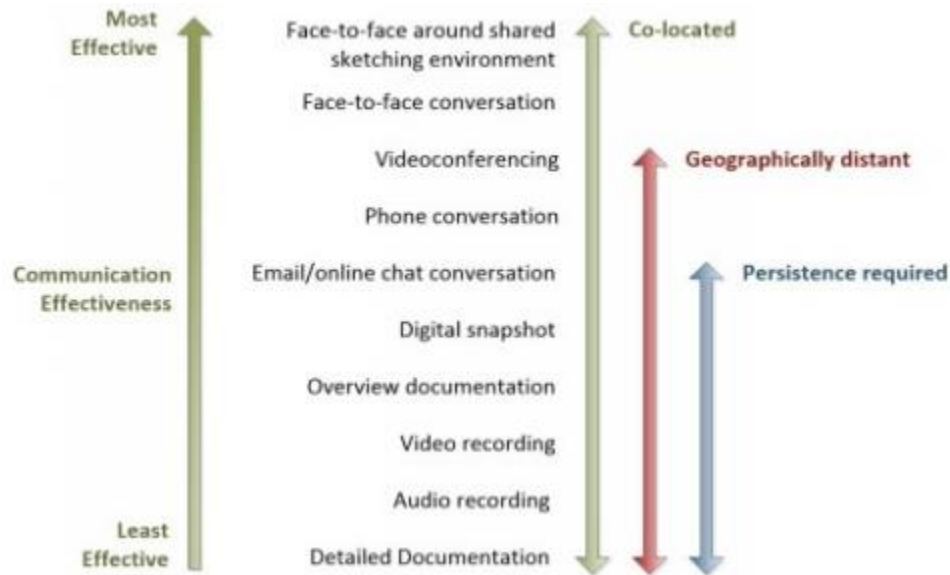 Most
Effective
Face-to-face around shared
sketching environment
Co-located
Face-to-face conversation
Videoconferencing
Geographically distant
Phone conversation
Communication
Effectiveness
Email/online chat conversation
Persistence required
Digital snapshot
Overview documentation
Video recording
Audio recording
Least
Effective
Detailed Documentation